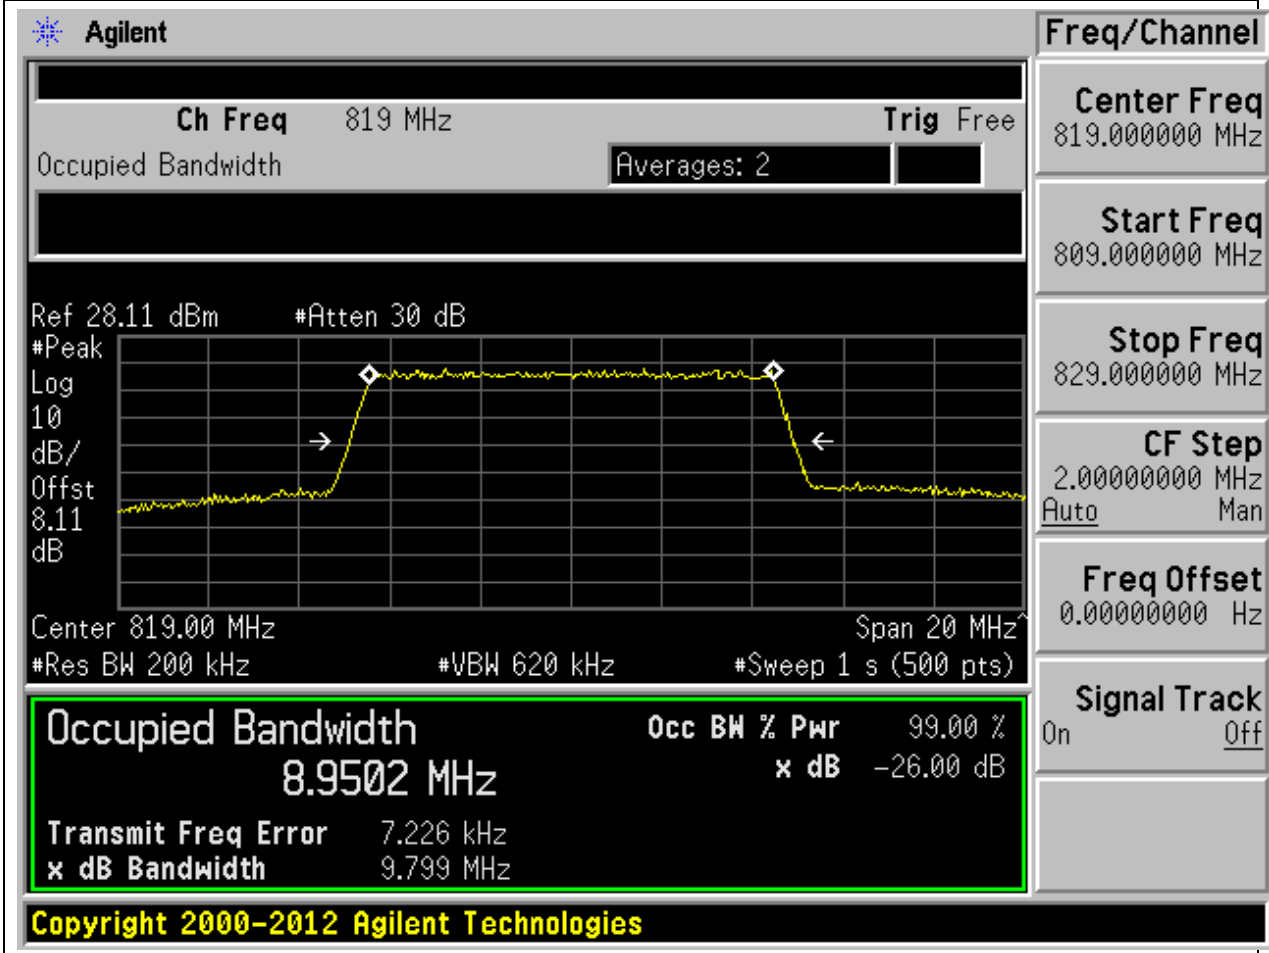 Agilent
Freq/Channel
Ch Freq 819 MHz Trig Free
Occupied Bandwidth Averages: 2
Center Freq
819.000000 MHz
Start Freq
809.000000 MHz
Stop Freq
829.000000 MHz
CF Step
2.00000000 MHz
Auto Man
Freq Offset
0.00000000 Hz
Signal Track
On Off
Ref 28.11 dBm #Atten 30 dB
#Peak
Log
10
dB/
Offst
8.11
dB
Center 819.00 MHz Span 20 MHz^
#Res BW 200 kHz #VBW 620 kHz #Sweep 1 s (500 pts)
Occupied Bandwidth Occ BW % Pwr 99.00 %
8.9502 MHz x dB -26.00 dB
Transmit Freq Error 7.226 kHz
x dB Bandwidth 9.799 MHz
Copyright 2000-2012 Agilent Technologies